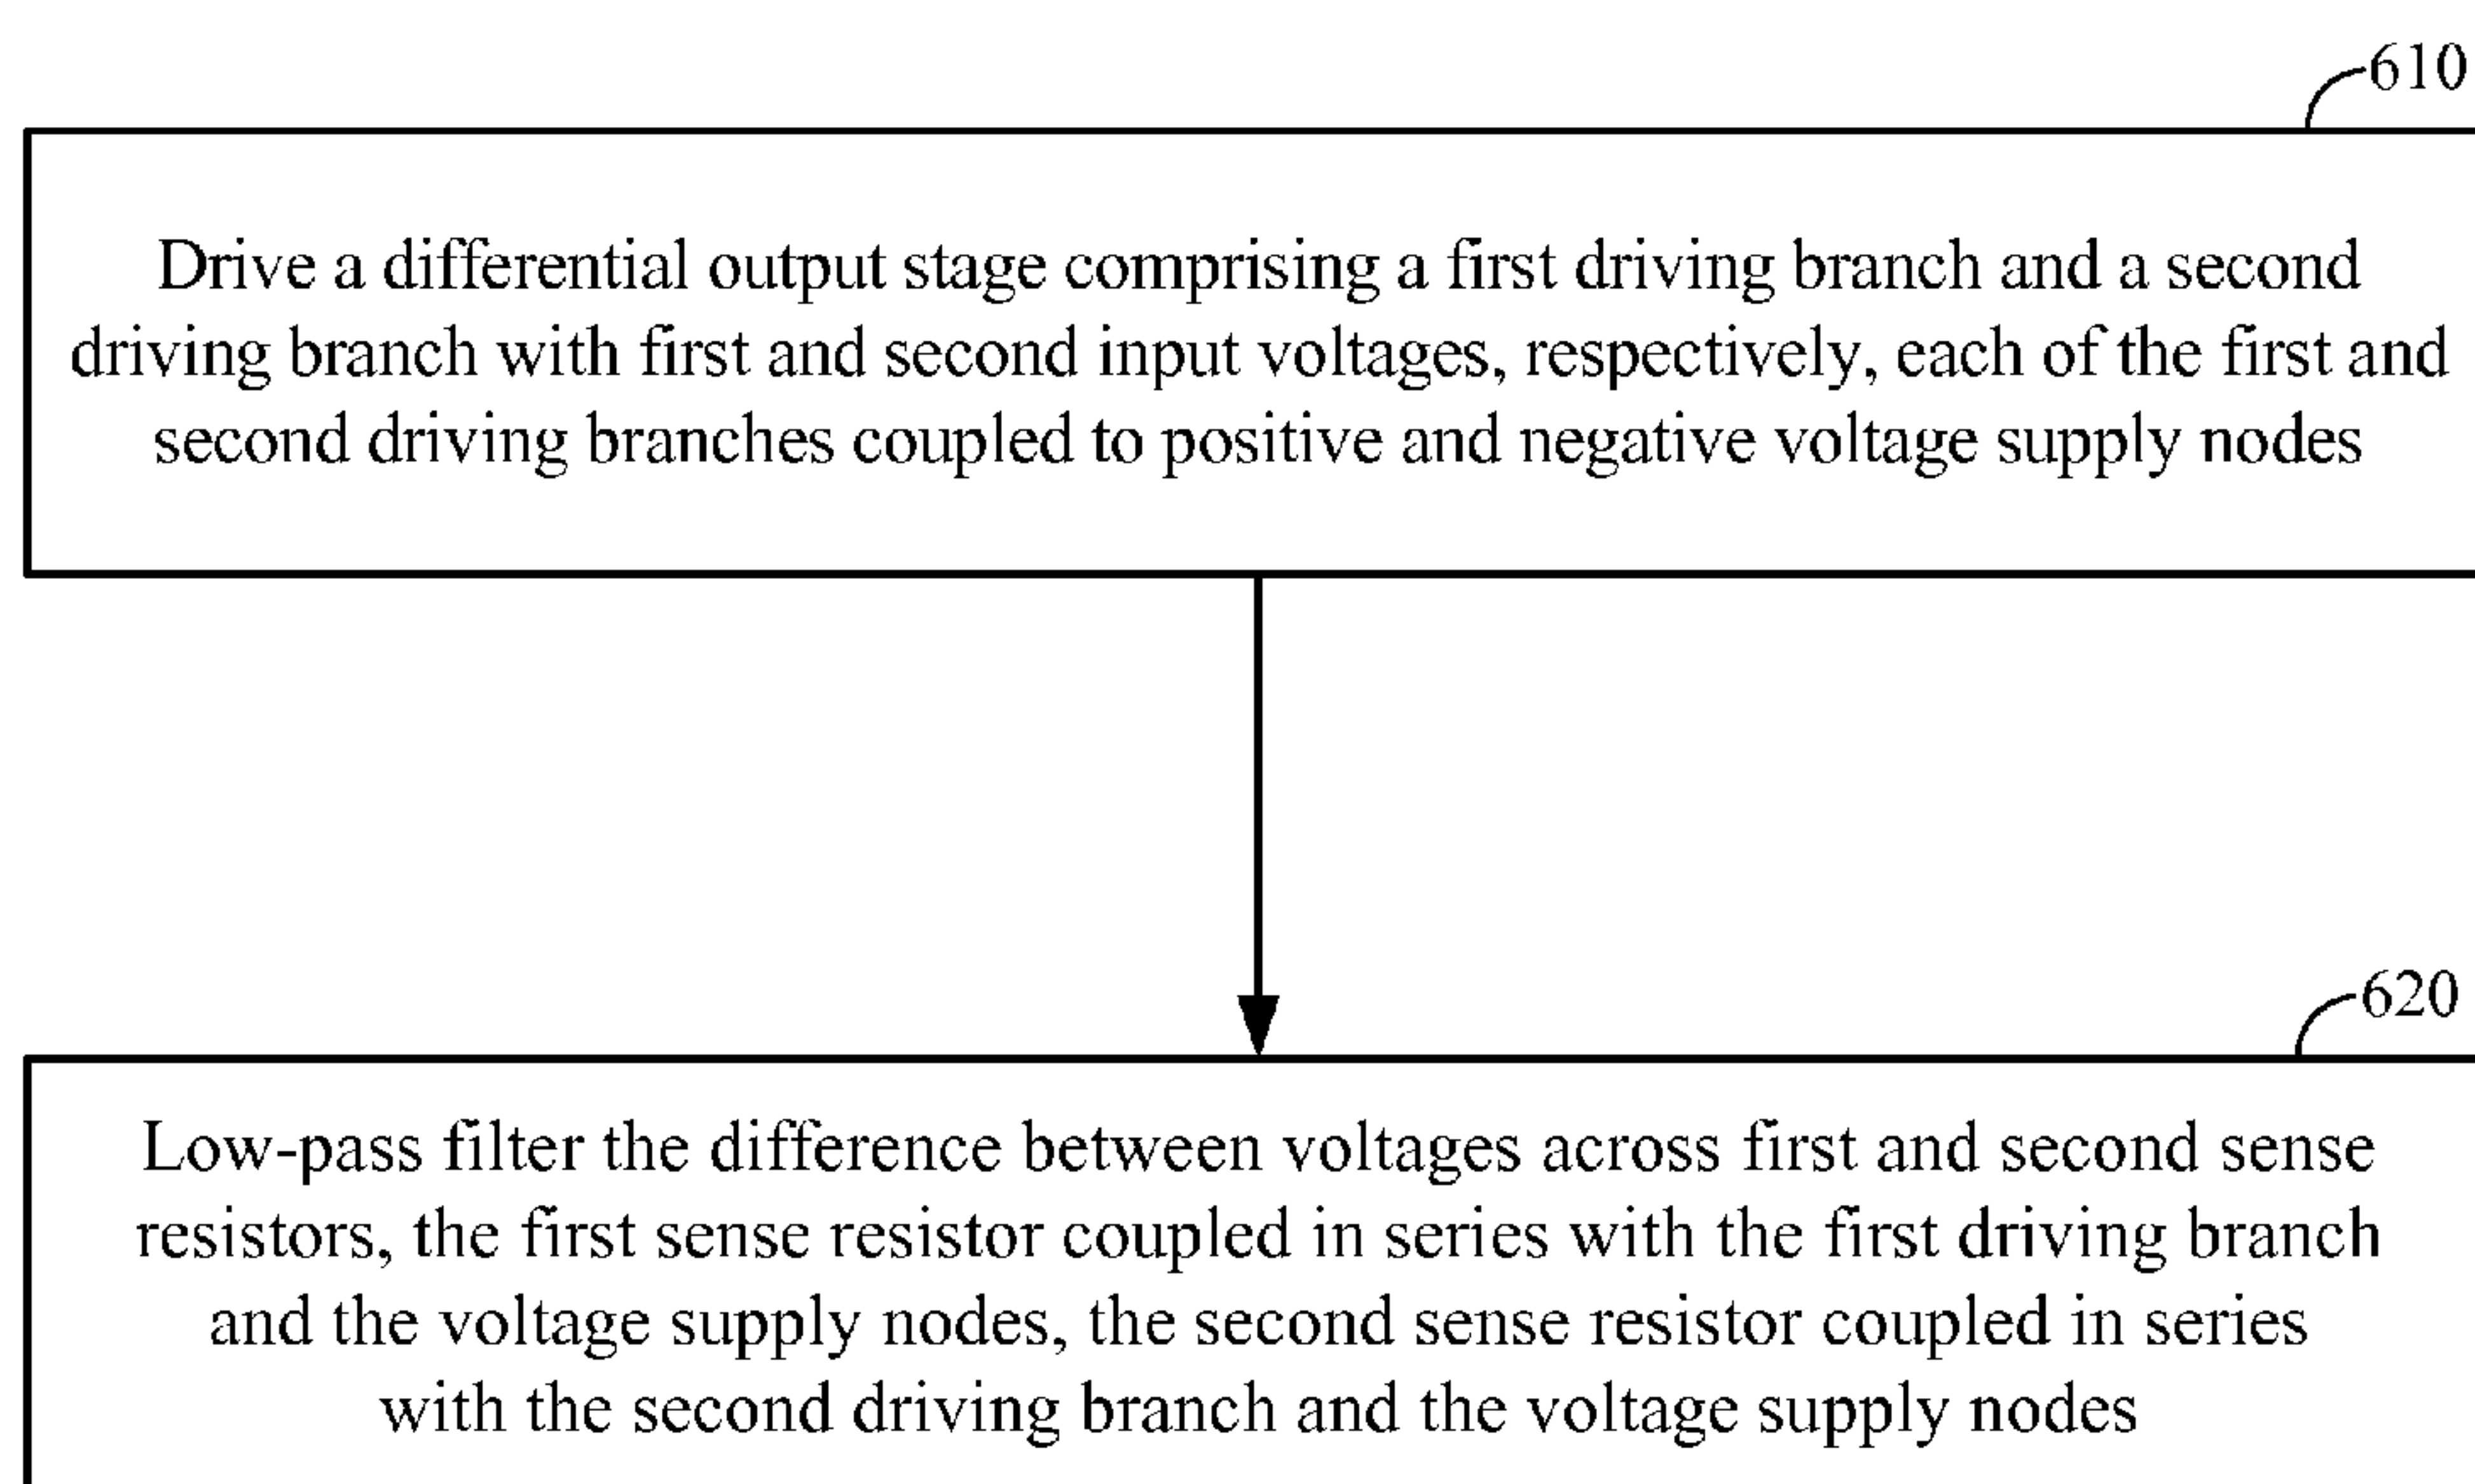 610
Drive a differential output stage comprising a first driving branch and a second
driving branch with first and second input voltages, respectively, each of the first and
second driving branches coupled to positive and negative voltage supply nodes
620
Low-pass filter the difference between voltages across first and second sense
resistors, the first sense resistor coupled in series with the first driving branch
and the voltage supply nodes, the second sense resistor coupled in series
with the second driving branch and the voltage supply nodes